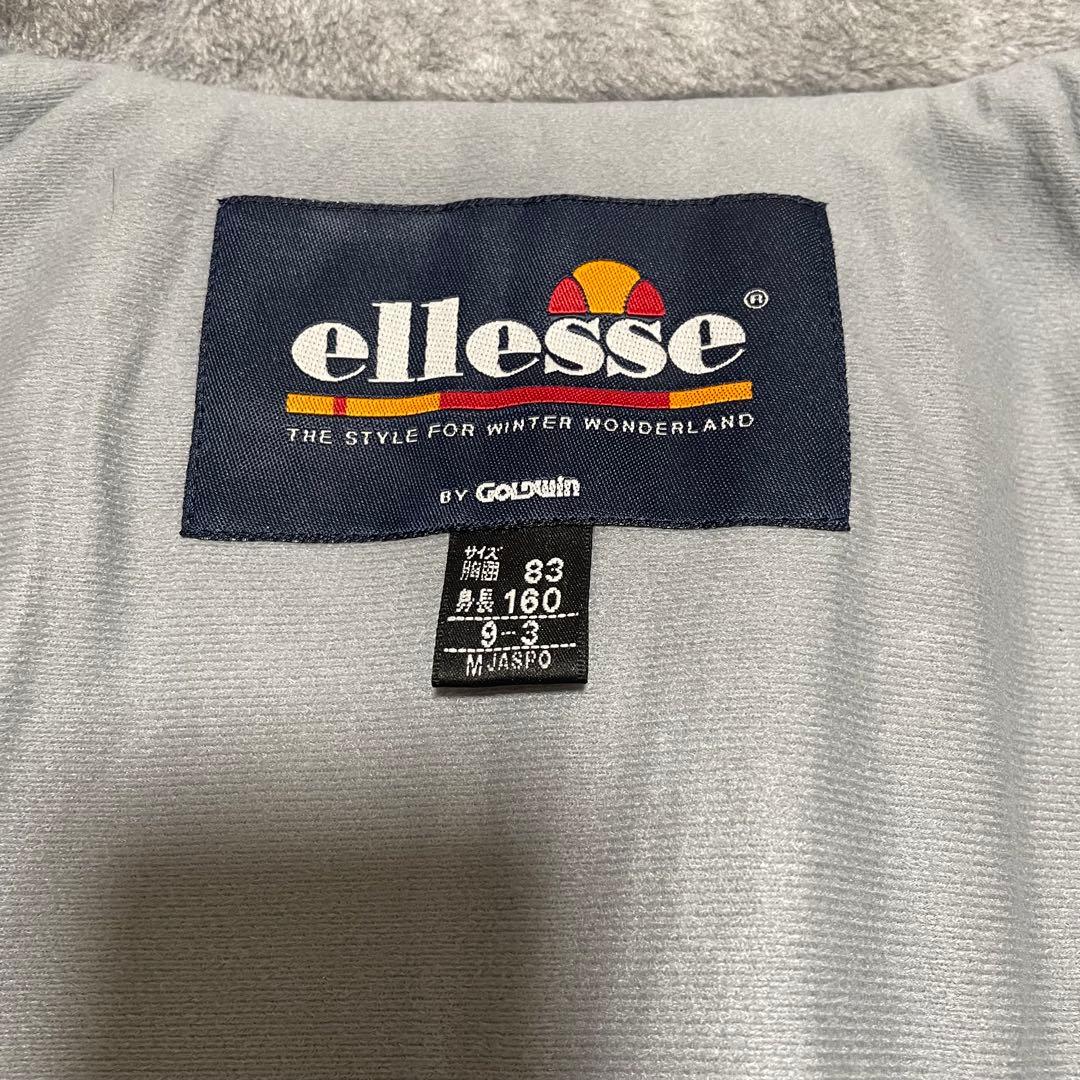 ellesse®
THE STYLE FOR WINTER WONDERLAND
BY GOLDWIN
サイズ
胸囲 83
身長 160
9-3
M JASPO